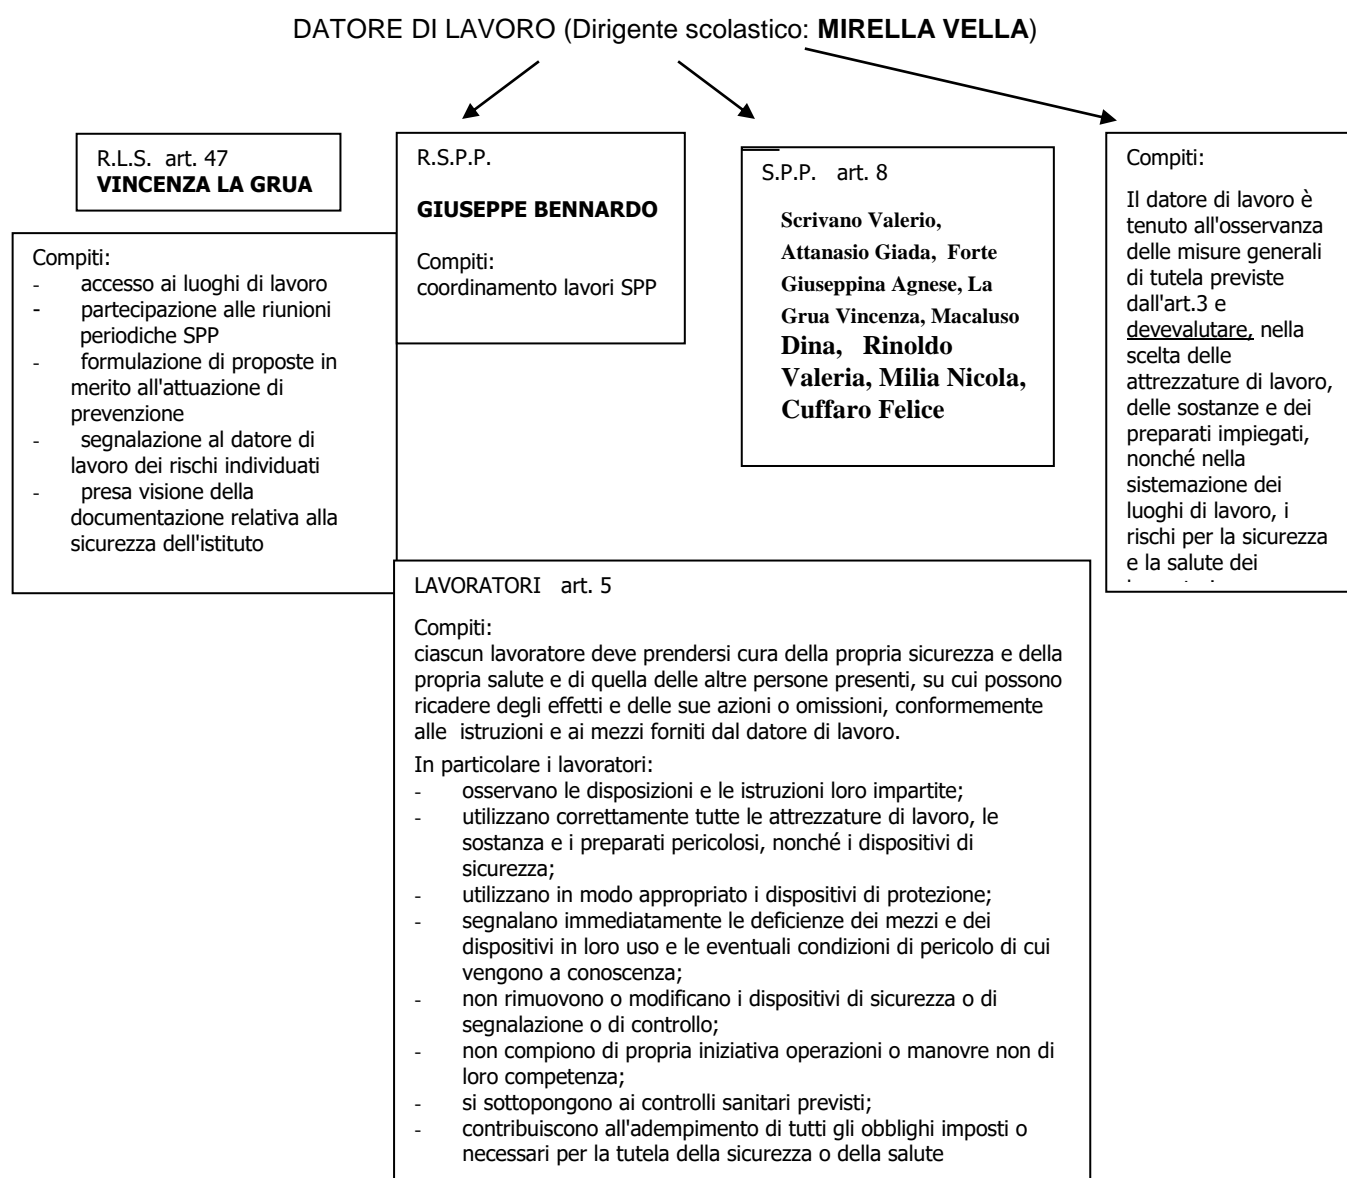 DATORE DI LAVORO (Dirigente scolastico: MIRELLA VELLA)
R.L.S. art. 47
VINCENZA LA GRUA
Compiti:
- accesso ai luoghi di lavoro
- partecipazione alle riunioni
periodiche SPP
- formulazione di proposte in
merito all'attuazione di
prevenzione
- segnalazione al datore di
lavoro dei rischi individuati
- presa visione della
documentazione relativa alla
sicurezza dell'istituto
R.S.P.P.
GIUSEPPE BENNARDO
Compiti:
coordinamento lavori SPP
S.P.P. art. 8
Scrivano Valerio,
Attanasio Giada, Forte
Giuseppina Agnese, La
Grua Vincenza, Macaluso
Dina, Rinoldo
Valeria, Milia Nicola,
Cuffaro Felice
Compiti:
Il datore di lavoro è
tenuto all'osservanza
delle misure generali
di tutela previste
dall'art.3 e
devevalutare, nella
scelta delle
attrezzature di lavoro,
delle sostanze e dei
preparati impiegati,
nonché nella
sistemazione dei
luoghi di lavoro, i
rischi per la sicurezza
e la salute dei
LAVORATORI art. 5
Compiti:
ciascun lavoratore deve prendersi cura della propria sicurezza e della
propria salute e di quella delle altre persone presenti, su cui possono
ricadere degli effetti e delle sue azioni o omissioni, conformemente
alle istruzioni e ai mezzi forniti dal datore di lavoro.
In particolare i lavoratori:
- osservano le disposizioni e le istruzioni loro impartite;
- utilizzano correttamente tutte le attrezzature di lavoro, le
sostanza e i preparati pericolosi, nonché i dispositivi di
sicurezza;
- utilizzano in modo appropriato i dispositivi di protezione;
- segnalano immediatamente le deficienze dei mezzi e dei
dispositivi in loro uso e le eventuali condizioni di pericolo di cui
vengono a conoscenza;
- non rimuovono o modificano i dispositivi di sicurezza o di
segnalazione o di controllo;
- non compiono di propria iniziativa operazioni o manovre non di
loro competenza;
- si sottopongono ai controlli sanitari previsti;
- contribuiscono all'adempimento di tutti gli obblighi imposti o
necessari per la tutela della sicurezza o della salute